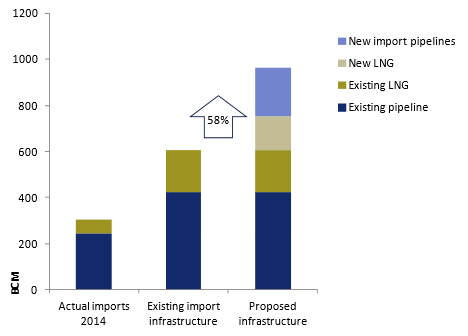 1200
1000
800
600
400
200
0
BCM
58%
Actual imports
2014
Existing import
infrastructure
Proposed
infrastructure
New import pipelines
New LNG
Existing LNG
Existing pipeline